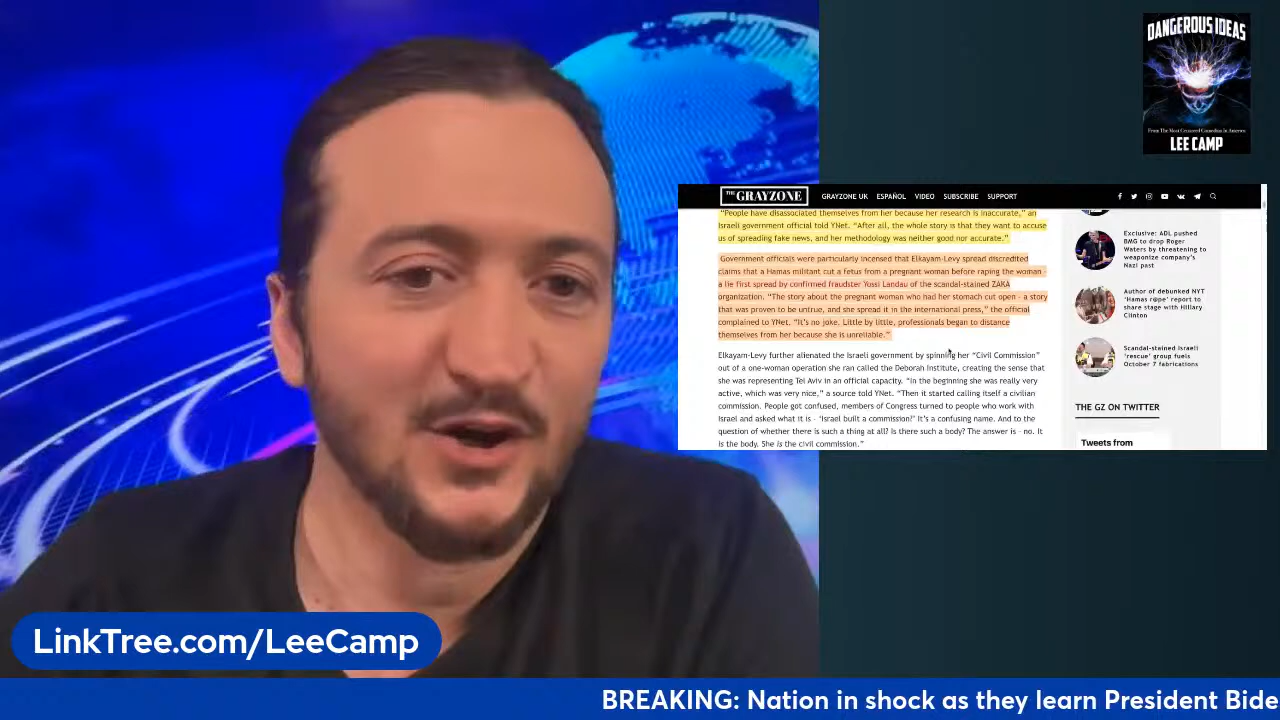 DANGEROUS IDEAS
From The Most Censored Comedian In America
LEE CAMP
THE GRAYZONE
GRAYZONE UK ESPAÑOL VIDEO SUBSCRIBE SUPPORT
"People have disassociated themselves from her because her research is inaccurate," an
Israeli government official told YNet. "After all, the whole story is that they want to accuse
us of spreading fake news, and her methodology was neither good nor accurate."
Government officials were particularly incensed that Elkayam-Levy spread discredited
claims that a Hamas militant cut a fetus from a pregnant woman before raping the woman –
a lie first spread by confirmed fraudster Yossi Landau of the scandal-stained ZAKA
organization. "The story about the pregnant woman who had her stomach cut open – a story
that was proven to be untrue, and she spread it in the international press," the official
complained to YNet. "It's no joke. Little by little, professionals began to distance
themselves from her because she is unreliable."
Elkayam-Levy further alienated the Israeli government by spinning her "Civil Commission"
out of a one-woman operation she ran called the Deborah Institute, creating the sense that
she was representing Tel Aviv in an official capacity. "In the beginning she was really very
active, which was very nice," a source told YNet. "Then it started calling itself a civilian
commission. People got confused, members of Congress turned to people who work with
Israel and asked what it is – 'Israel built a commission?' It's a confusing name. And to the
question of whether there is such a thing at all? Is there such a body? The answer is – no. It
is the body. She is the civil commission."
Exclusive: ADL pushed
BMG to drop Roger
Waters by threatening to
weaponize company's
Nazi past
Author of debunked NYT
'Hamas r@pe' report to
share stage with Hillary
Clinton
Scandal-stained Israeli
'rescue' group fuels
October 7 fabrications
THE GZ ON TWITTER
Tweets from
LinkTree.com/LeeCamp
BREAKING: Nation in shock as they learn President Bide